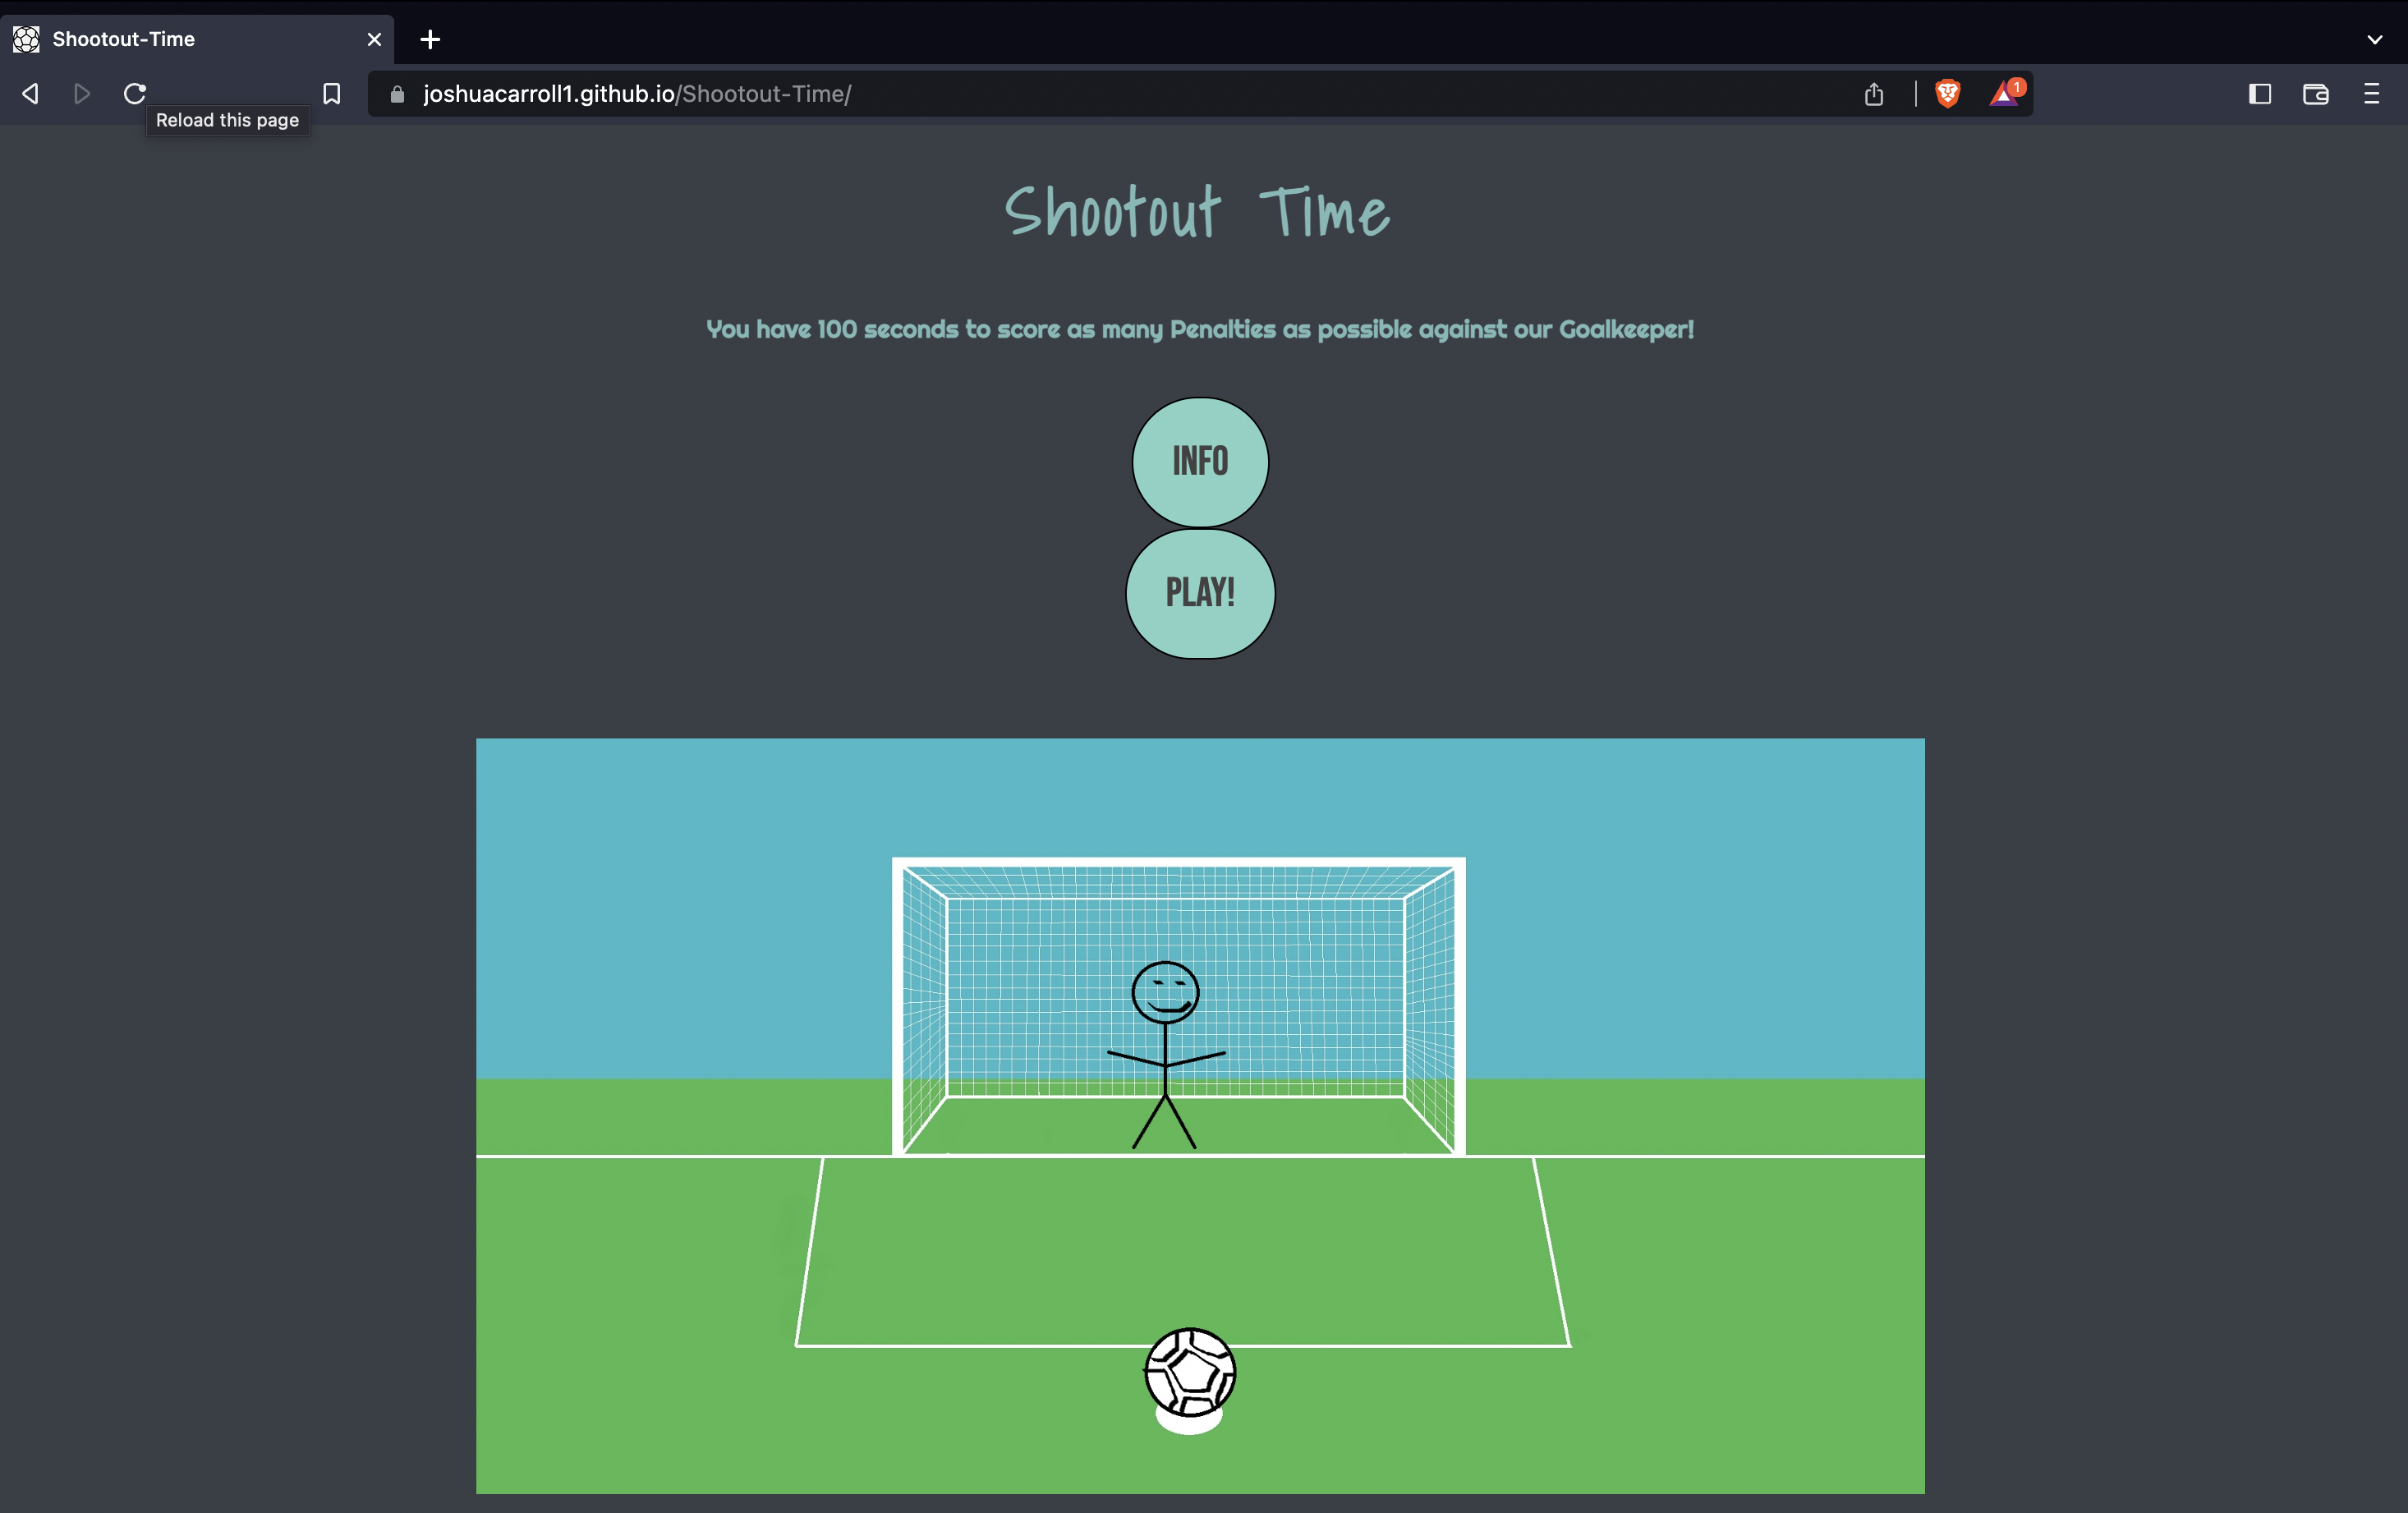 Shootout-Time
joshuacarroll1.github.io/Shootout-Time/
1
Reload this page
Shootout Time
You have 100 seconds to score as many Penalties as possible against our Goalkeeper!
INFO
PLAY!